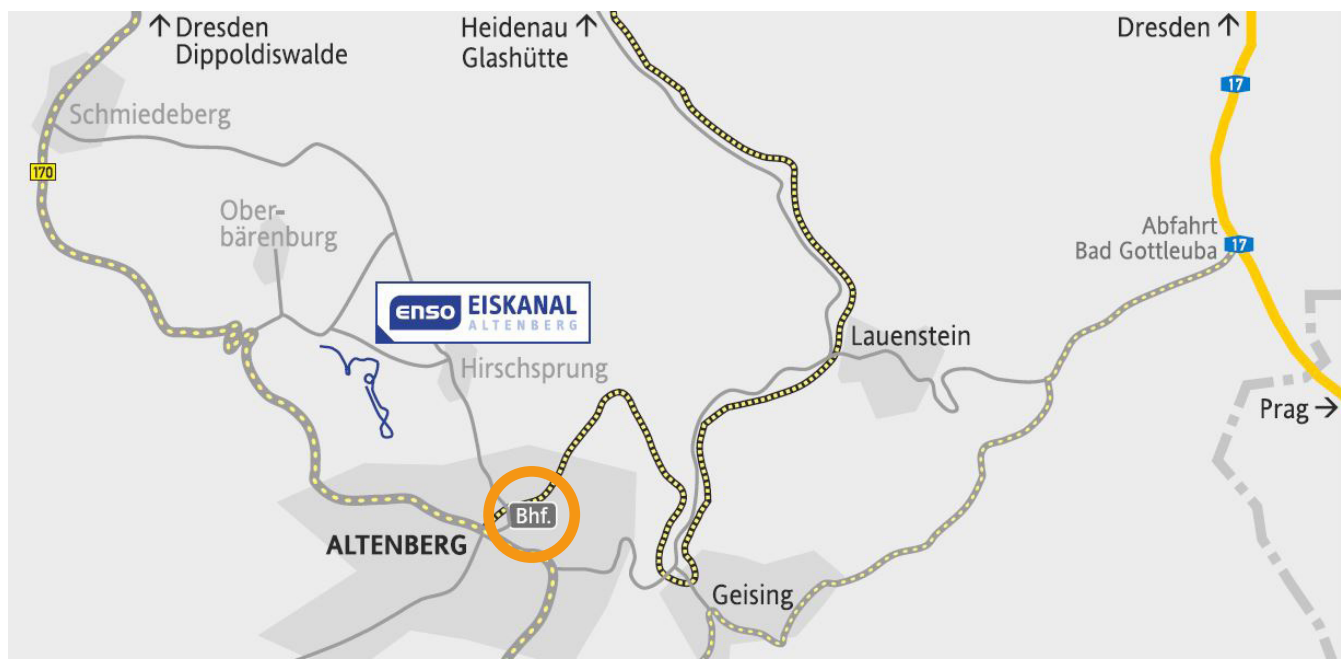 ↑ Dresden
Dippoldiswalde
Heidenau ↑
Glashütte
Dresden ↑
17
Schmiedeberg
170
Ober-
bärenburg
Abfahrt
Bad Gottleuba
17
enso EISKANAL
ALTENBERG
Lauenstein
Hirschsprung
Prag →
Bhf.
ALTENBERG
Geising